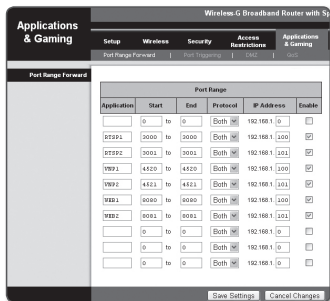 Wireless-G Broadband Router with Sp
Applications
& Gaming
Setup Wireless Security Access Restrictions Applications & Gaming
Port Range Forward | Port Triggering | DMZ | QoS
Port Range Forward
Port Range
Application Start End Protocol IP Address Enable
0 to 0 Both 192.168.1. 0
RTSP1 3000 to 3000 Both 192.168.1. 100
RTSP2 3001 to 3001 Both 192.168.1. 101
VNP1 4520 to 4520 Both 192.168.1. 100
VNP2 4521 to 4521 Both 192.168.1. 101
WEB1 8080 to 8080 Both 192.168.1. 100
WEB2 8081 to 8081 Both 192.168.1. 101
0 to 0 Both 192.168.1. 0
0 to 0 Both 192.168.1. 0
0 to 0 Both 192.168.1. 0
Save Settings Cancel Changes